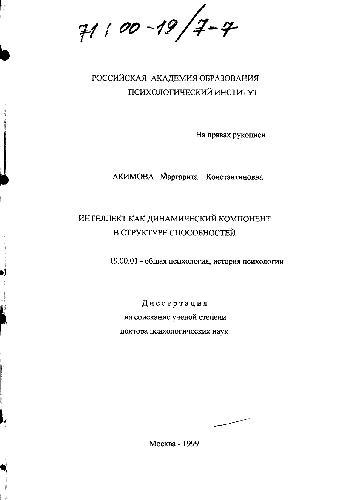 71:00-19/7-7
РОССИЙСКАЯ АКАДЕМИЯ ОБРАЗОВАНИЯ
ПСИХОЛОГИЧЕСКИЙ ИНСТИТУТ
На правах рукописи
АКИМОВА Маргарита Константиновна
ИНТЕЛЛЕКТ КАК ДИНАМИЧЕСКИЙ КОМПОНЕНТ
В СТРУКТУРЕ СПОСОБНОСТЕЙ
19.00.01 - общая психология, история психологии
Диссертация
на соискание ученой степени
доктора психологических наук
Москва - 1999